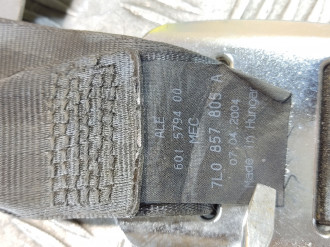 ALE
601 5794 00
MEC
7L0 857 805 A
07.04.2004
Made in Hungary